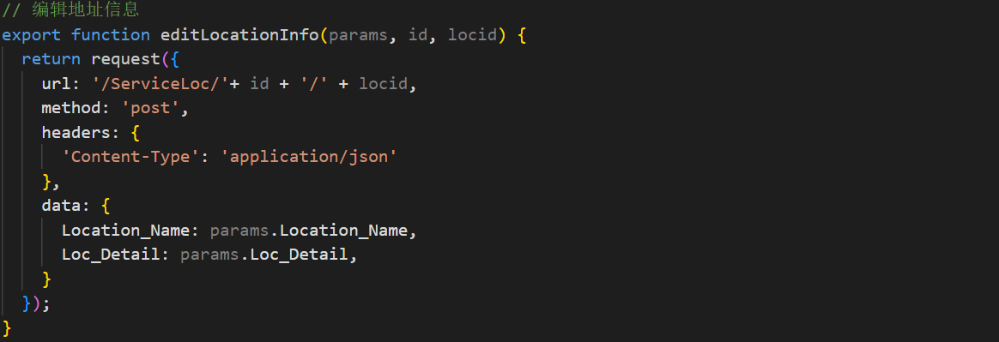 // 编辑地址信息
export function editLocationInfo(params, id, locid) {
  return request({
    url: '/ServiceLoc/'+ id + '/' + locid,
    method: 'post',
    headers: {
      'Content-Type': 'application/json'
    },
    data: {
      Location_Name: params.Location_Name,
      Loc_Detail: params.Loc_Detail,
    }
  });
}